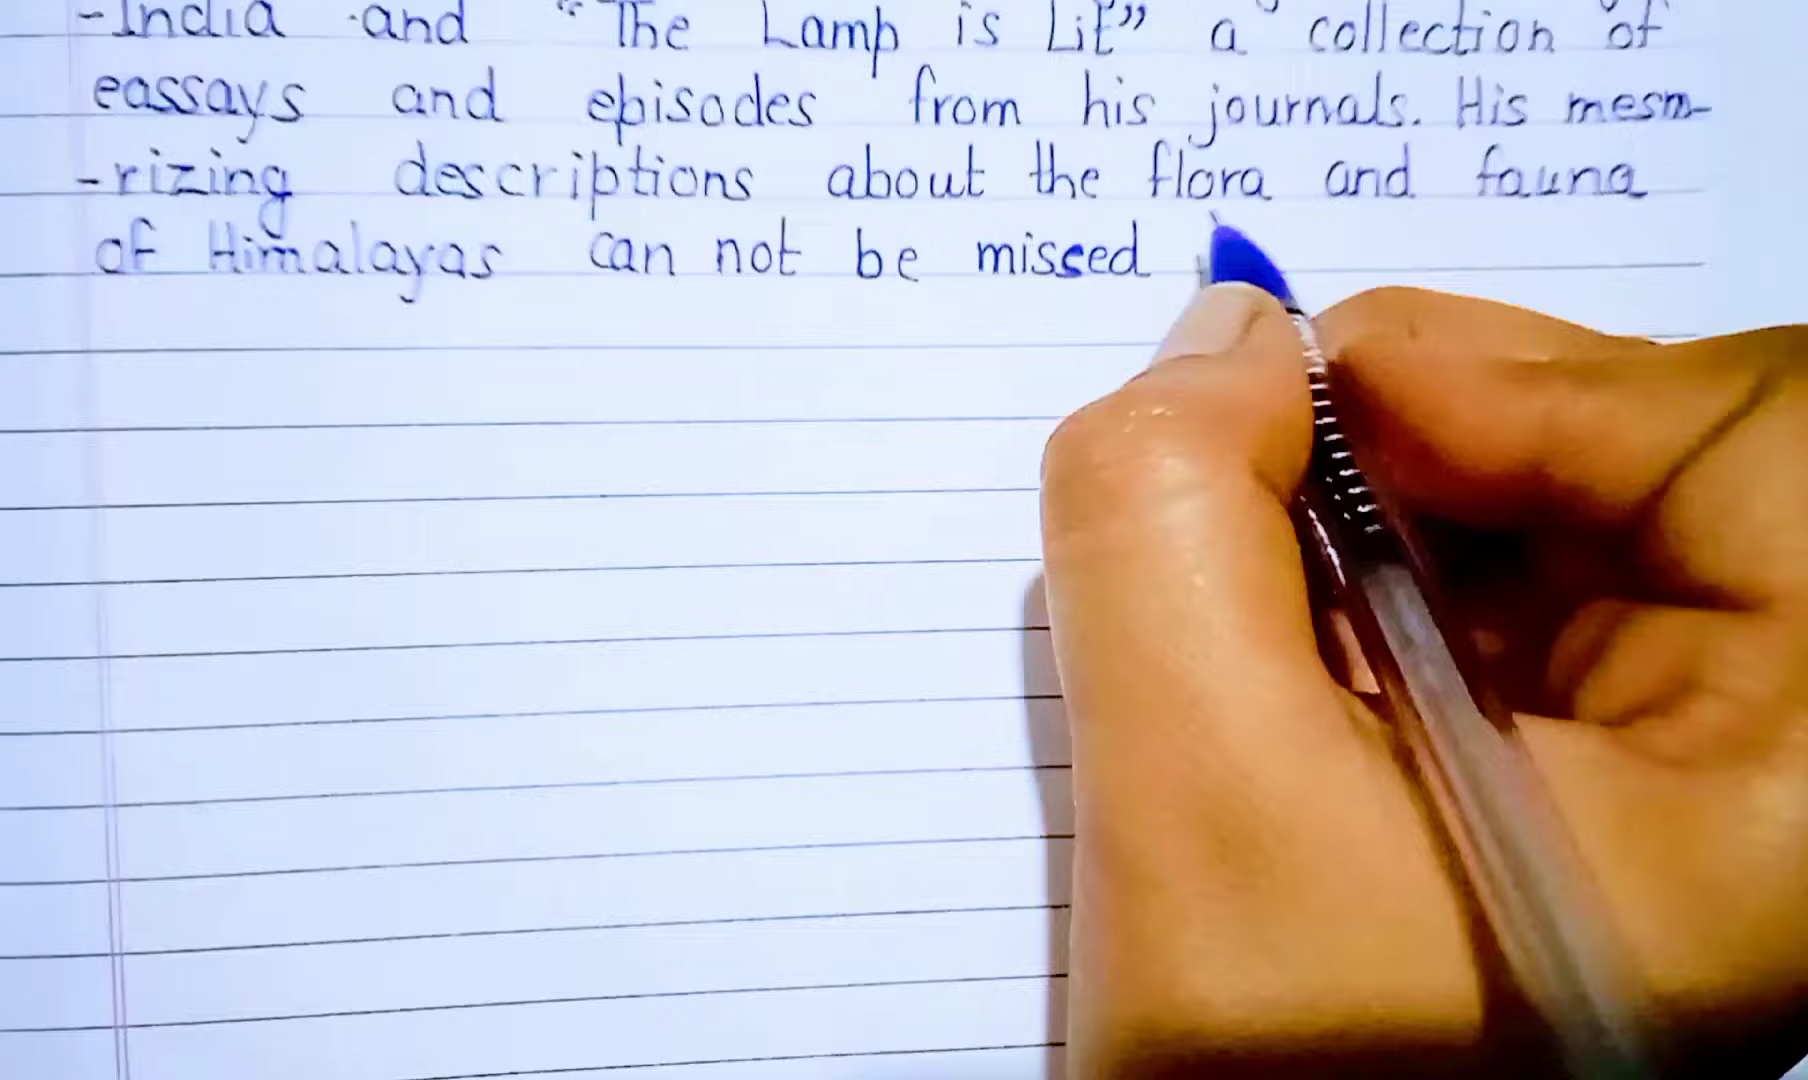 -India and "The Lamp is Lit" a collection of
eassays and episodes from his journals. His mesm-
-rizing descriptions about the flora and fauna
of Himalayas can not be missed